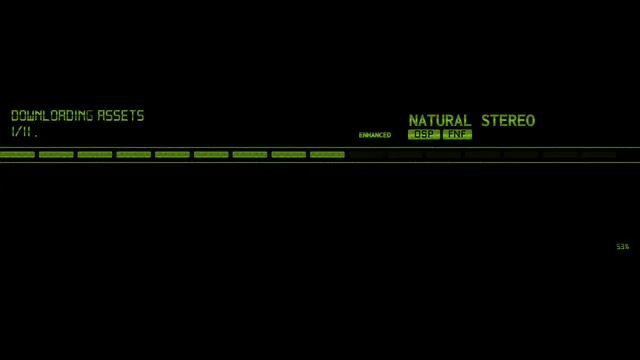 DOWNLOADING ASSETS
1/11 .
NATURAL STEREO
ENHANCED DSP FNF
53%